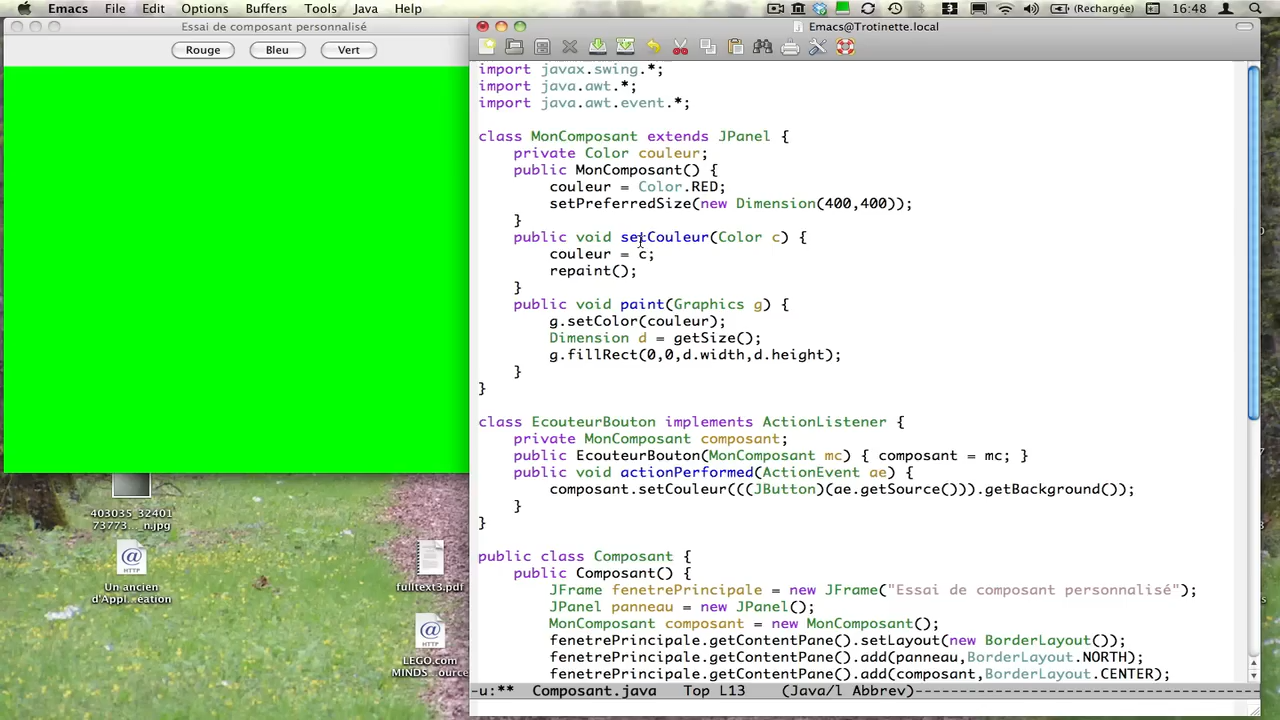 Emacs File Edit Options Buffers Tools Java Help (Rechargée) 16:48
Essai de composant personnalisé
Rouge Bleu Vert
Emacs@Trotinette.local
import javax.swing.*;
import java.awt.*;
import java.awt.event.*;
class MonComposant extends JPanel {
private Color couleur;
public MonComposant() {
couleur = Color.RED;
setPreferredSize(new Dimension(400,400));
}
public void setCouleur(Color c) {
couleur = c;
repaint();
}
public void paint(Graphics g) {
g.setColor(couleur);
Dimension d = getSize();
g.fillRect(0,0,d.width,d.height);
}
}
class EcouteurBouton implements ActionListener {
private MonComposant composant;
public EcouteurBouton(MonComposant mc) { composant = mc; }
public void actionPerformed(ActionEvent ae) {
composant.setCouleur(((JButton)(ae.getSource())).getBackground());
}
}
public class Composant {
public Composant() {
JFrame fenetrePrincipale = new JFrame("Essai de composant personnalisé");
JPanel panneau = new JPanel();
MonComposant composant = new MonComposant();
fenetrePrincipale.getContentPane().setLayout(new BorderLayout());
fenetrePrincipale.getContentPane().add(panneau,BorderLayout.NORTH);
fenetrePrincipale.getContentPane().add(composant,BorderLayout.CENTER);
-u:** Composant.java Top L13 (Java/l Abbrev)
403035_32401
73773..._n.jpg
HTTP
Un ancien
d'Appl...eation
fulltext3.pdf
HTTP
LEGO.com
MINDS...ource